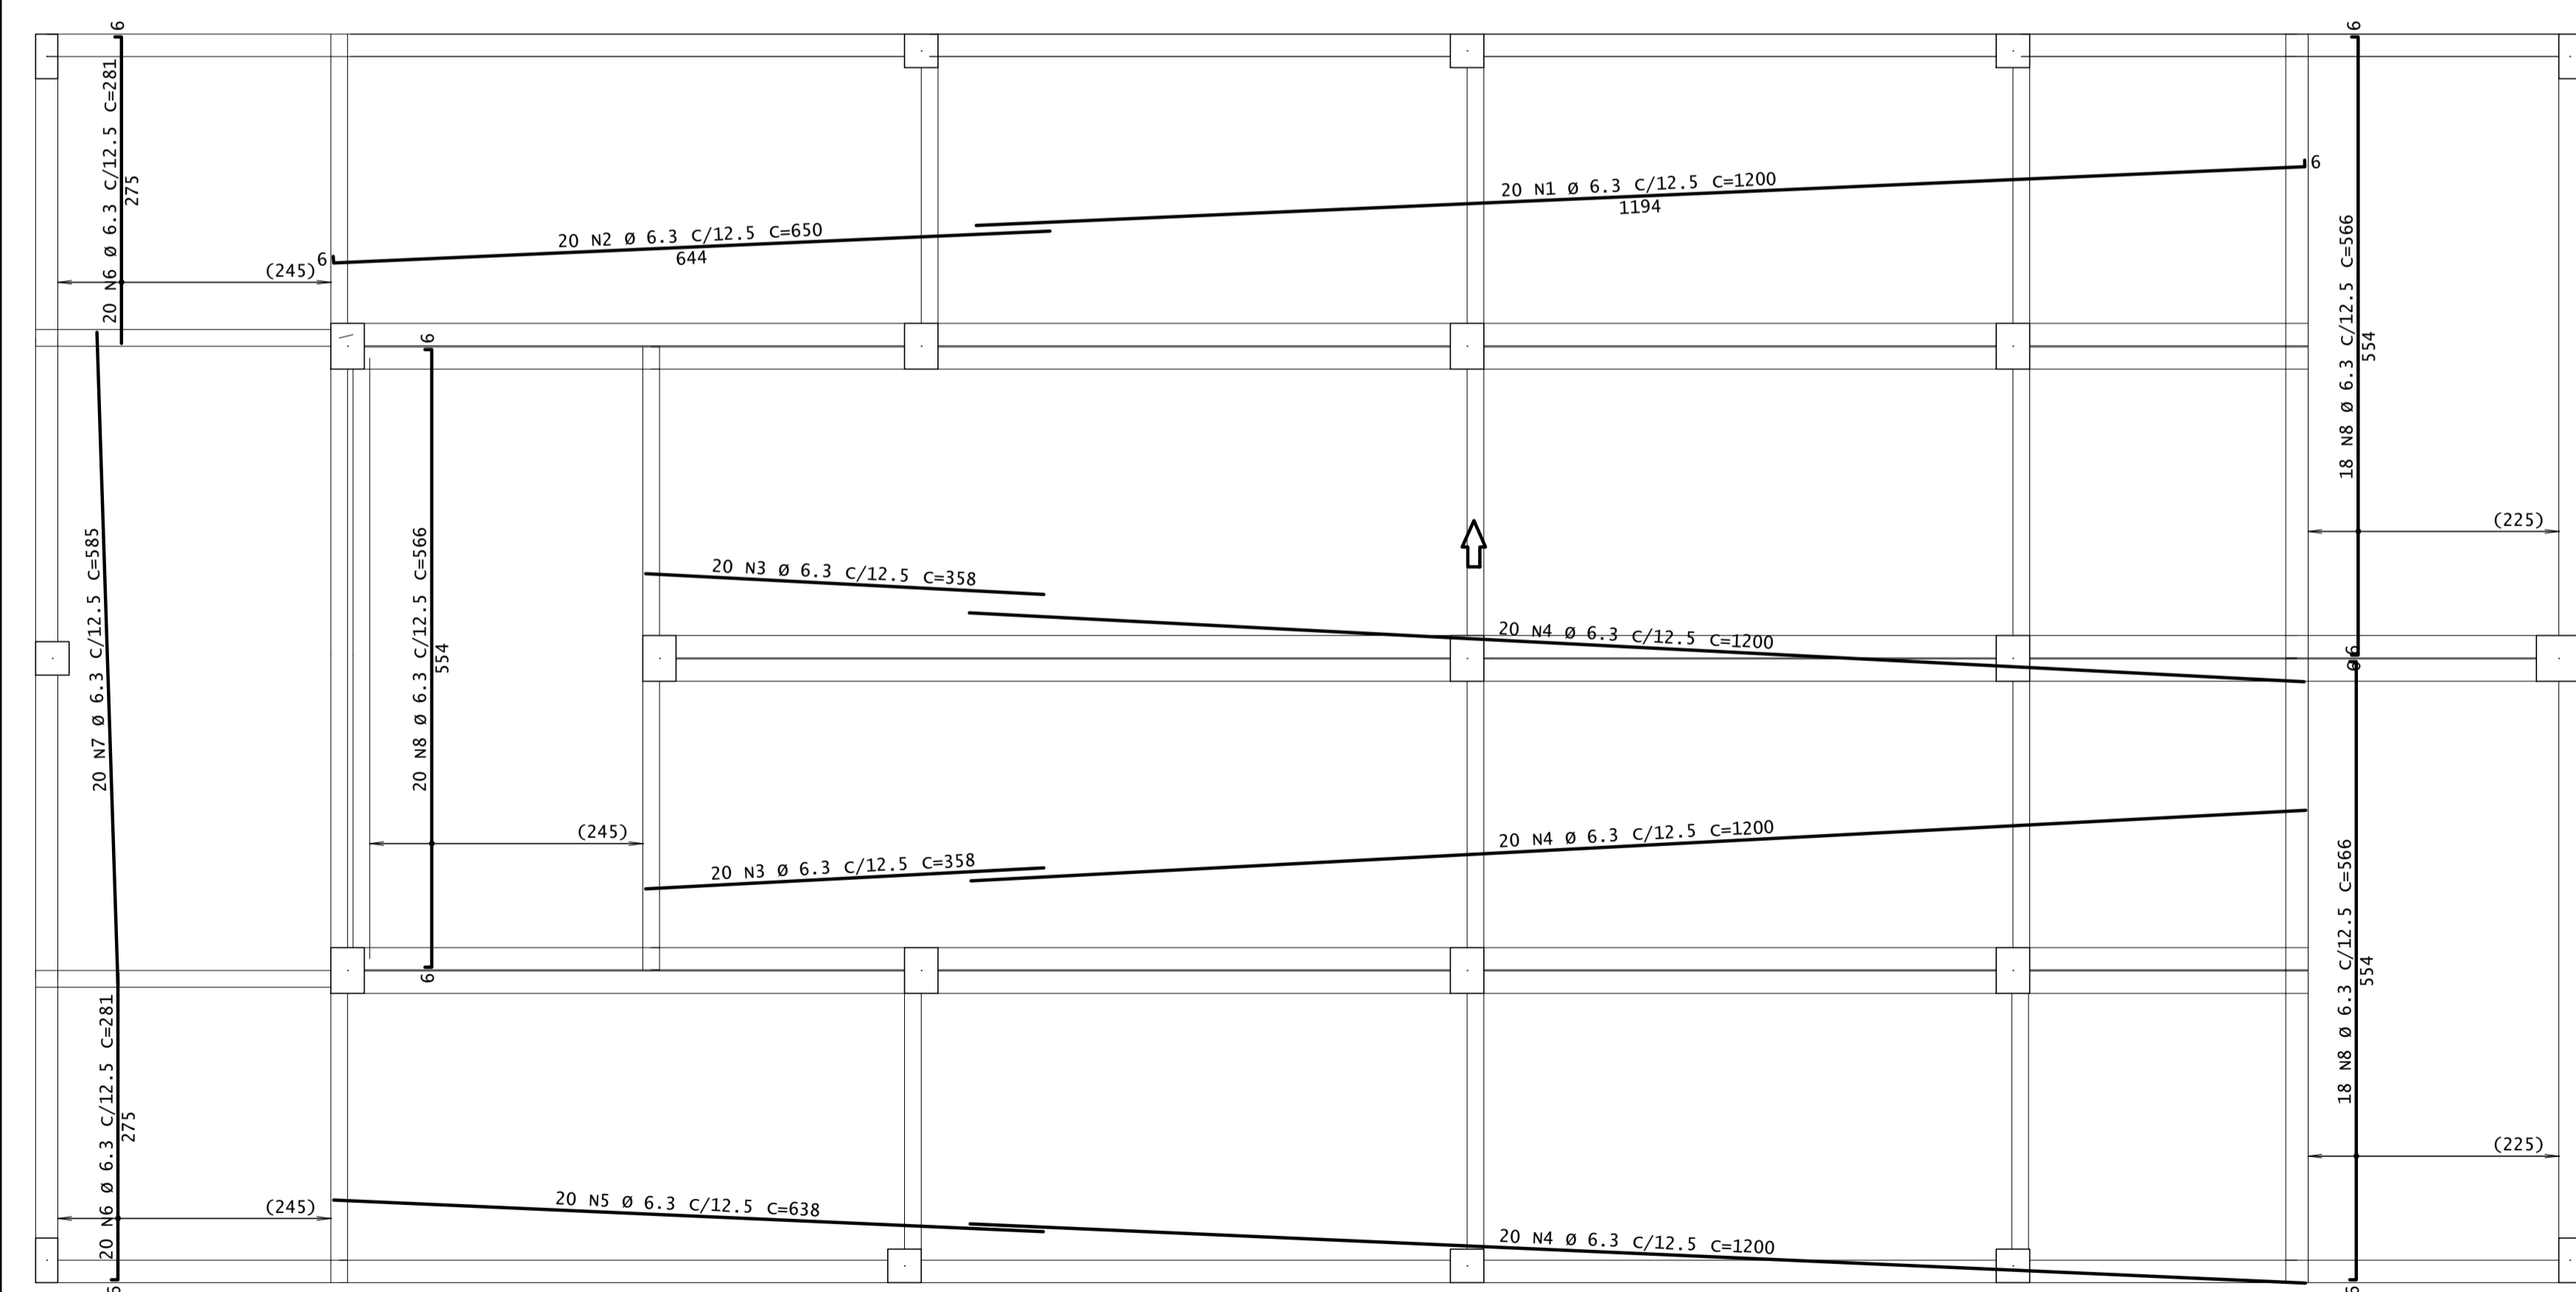 6
6
20 N6 Ø 6.3 C/12.5 C=281
275
20 N1 Ø 6.3 C/12.5 C=1200
1194
6
20 N2 Ø 6.3 C/12.5 C=650
644
6
(245)
18 N8 Ø 6.3 C/12.5 C=566
554
6
20 N7 Ø 6.3 C/12.5 C=585
20 N8 Ø 6.3 C/12.5 C=566
554
(225)
20 N3 Ø 6.3 C/12.5 C=358
20 N4 Ø 6.3 C/12.5 C=1200
6
6
(245)
20 N3 Ø 6.3 C/12.5 C=358
20 N4 Ø 6.3 C/12.5 C=1200
6
18 N8 Ø 6.3 C/12.5 C=566
554
20 N6 Ø 6.3 C/12.5 C=281
275
(225)
(245)
20 N5 Ø 6.3 C/12.5 C=638
20 N4 Ø 6.3 C/12.5 C=1200
6
6